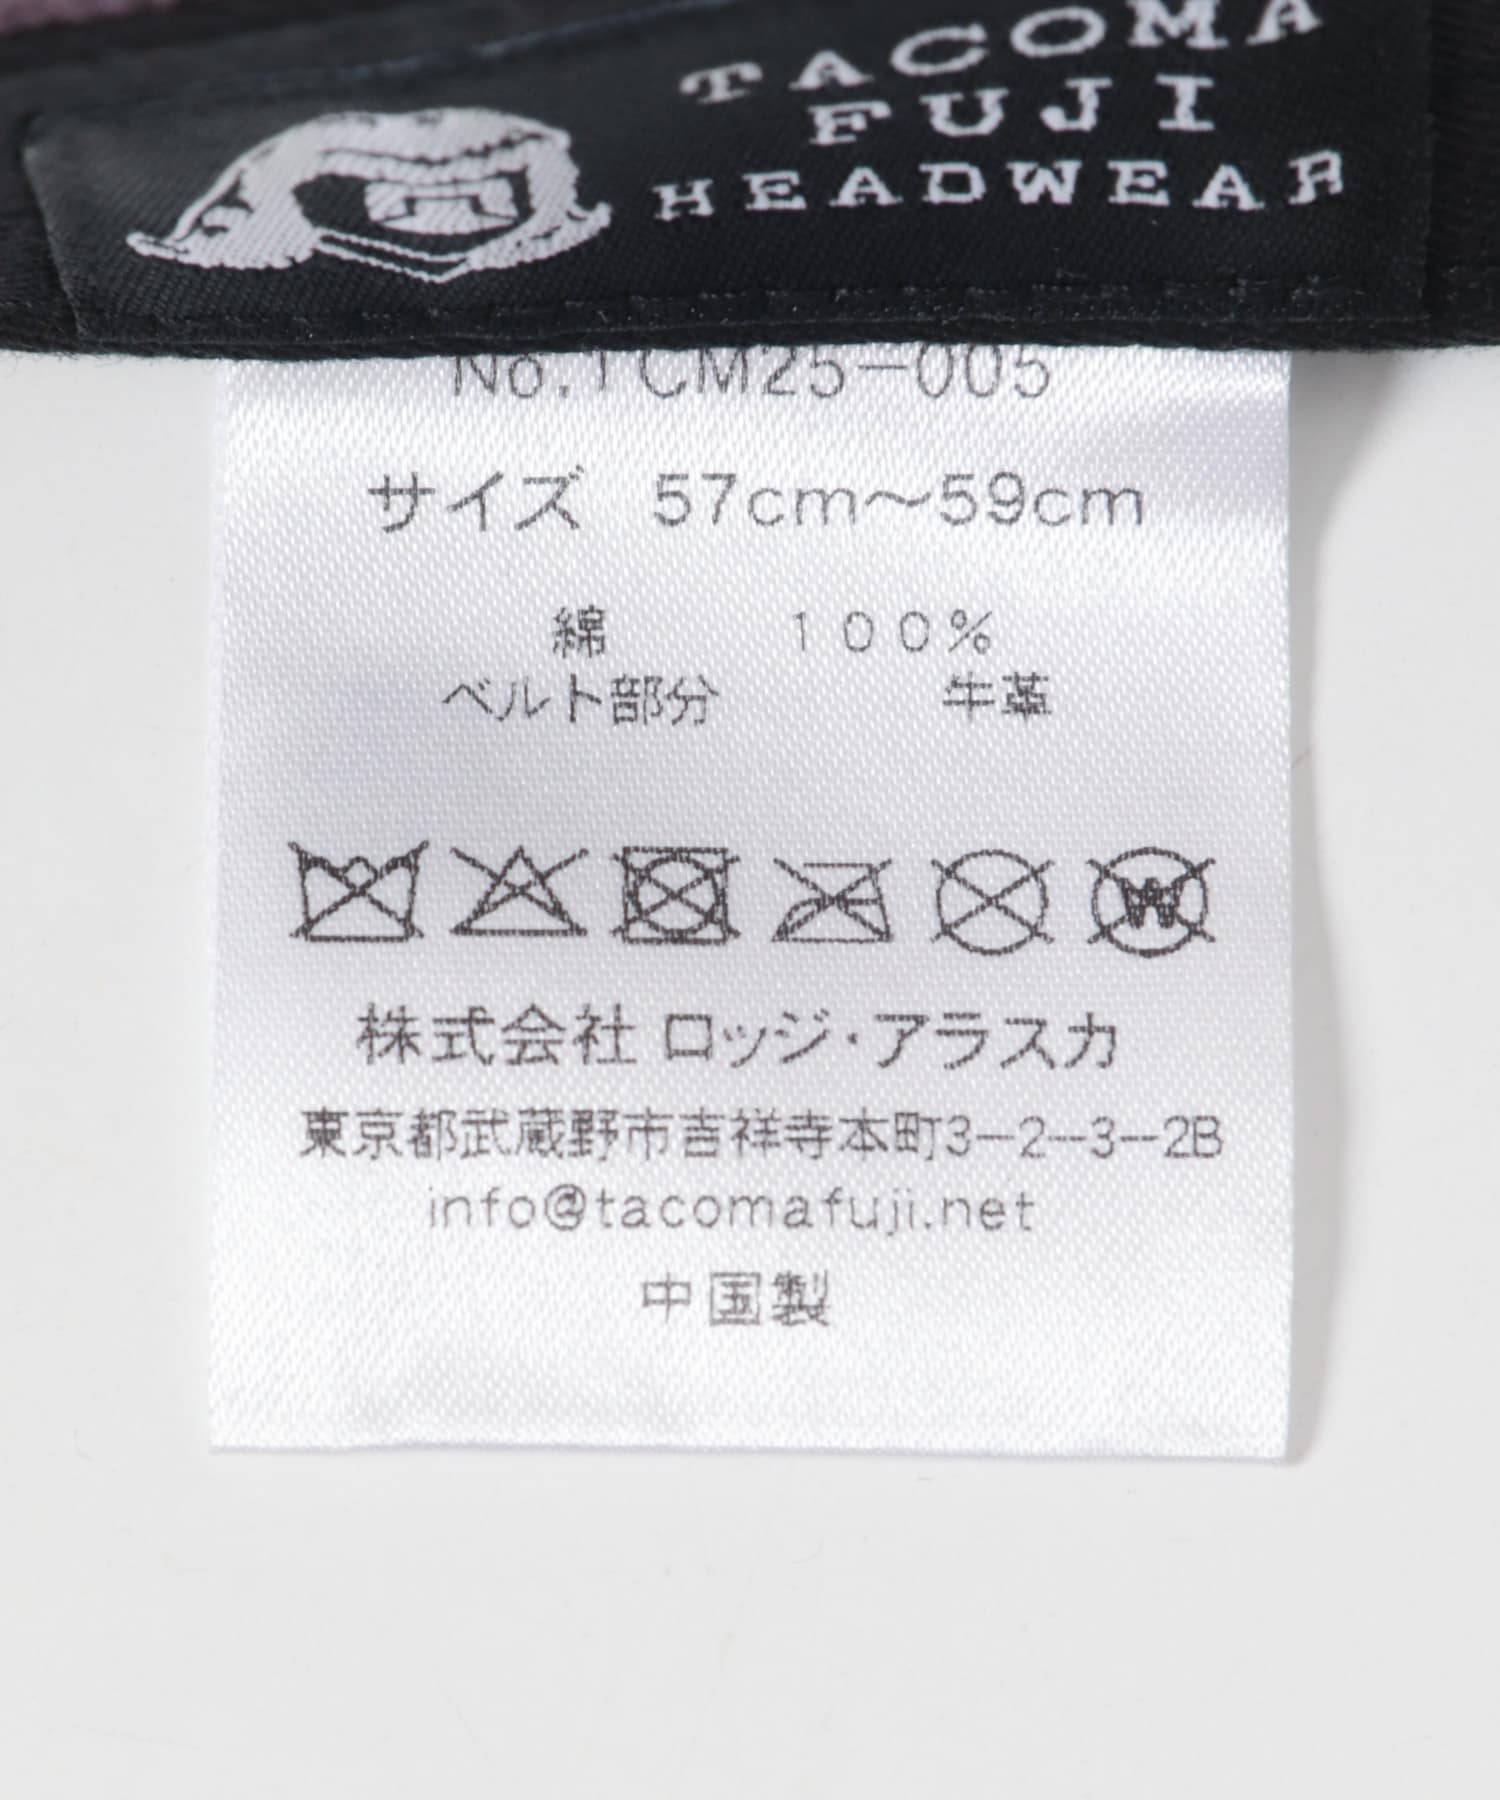 TACOMA
FUJI
HEADWEAR
No.TCM25-005
サイズ 57cm〜59cm
綿 100%
ベルト部分 牛革
W
株式会社 ロッジ・アラスカ
東京都武蔵野市吉祥寺本町3-2-3-2B
info@tacomafuji.net
中国製